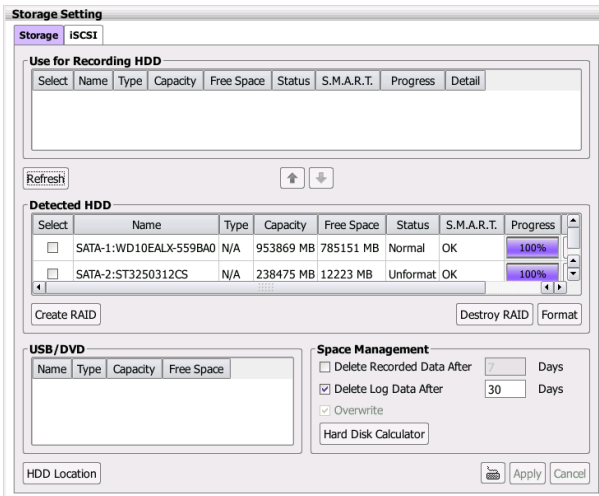 Storage Setting
Storage iSCSI
Use for Recording HDD
Select Name Type Capacity Free Space Status S.M.A.R.T. Progress Detail
Refresh
Detected HDD
Select Name Type Capacity Free Space Status S.M.A.R.T. Progress
SATA-1:WD10EALX-559BA0 N/A 953869 MB 785151 MB Normal OK 100%
SATA-2:ST3250312CS N/A 238475 MB 12223 MB Unformat OK 100%
Create RAID Destroy RAID Format
USB/DVD
Name Type Capacity Free Space
Space Management
Delete Recorded Data After 7 Days
Delete Log Data After 30 Days
Overwrite
Hard Disk Calculator
HDD Location Apply Cancel